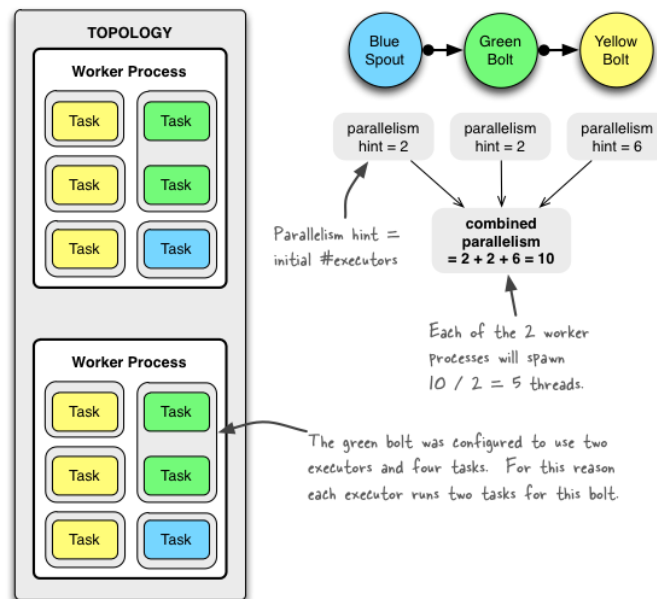 TOPOLOGY
Worker Process
Task
Task
Task
Task
Task
Task
Worker Process
Task
Task
Task
Task
Task
Task
Blue
Spout
Green
Bolt
Yellow
Bolt
parallelism
hint = 2
parallelism
hint = 2
parallelism
hint = 6
Parallelism hint =
initial #executors
combined
parallelism
= 2 + 2 + 6 = 10
Each of the 2 worker
processes will spawn
10 / 2 = 5 threads.
The green bolt was configured to use two
executors and four tasks. For this reason
each executor runs two tasks for this bolt.